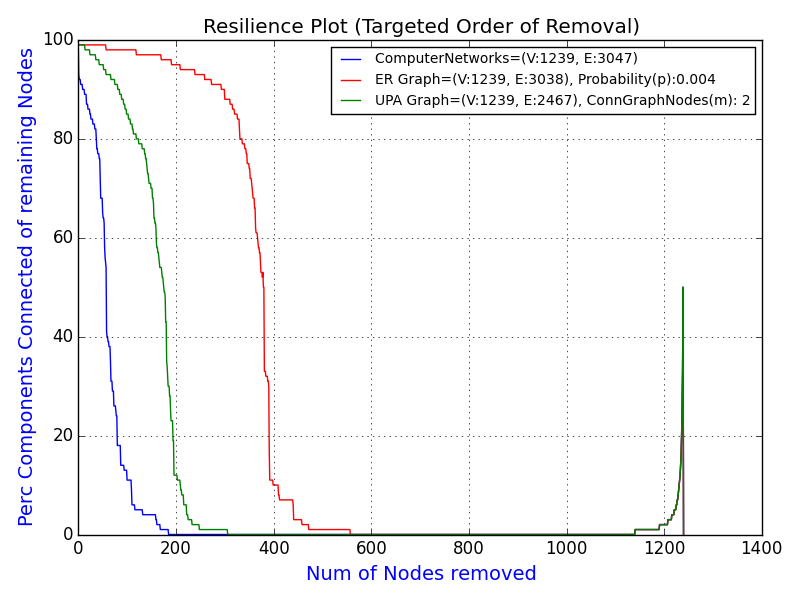 Resilience Plot (Targeted Order of Removal)
ComputerNetworks=(V:1239, E:3047)
ER Graph=(V:1239, E:3038), Probability(p):0.004
UPA Graph=(V:1239, E:2467), ConnGraphNodes(m): 2
Perc Components Connected of remaining Nodes
100
80
60
40
20
0
0 200 400 600 800 1000 1200 1400
Num of Nodes removed